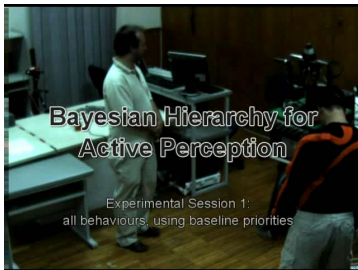 Bayesian Hierarchy for
Active Perception
Experimental Session 1:
all behaviours, using baseline priorities